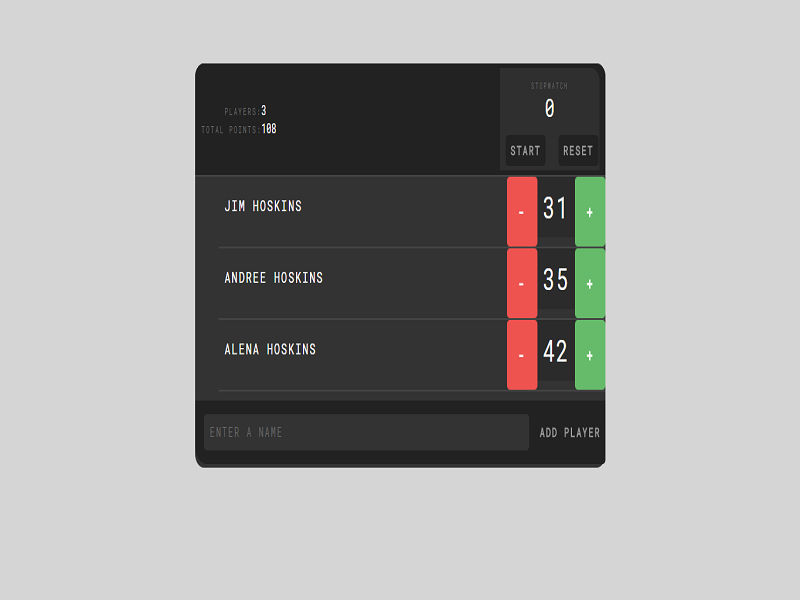 PLAYERS:3
TOTAL POINTS:108
STOPWATCH
0
START RESET
JIM HOSKINS - 31 +
ANDREE HOSKINS - 35 +
ALENA HOSKINS - 42 +
ENTER A NAME ADD PLAYER